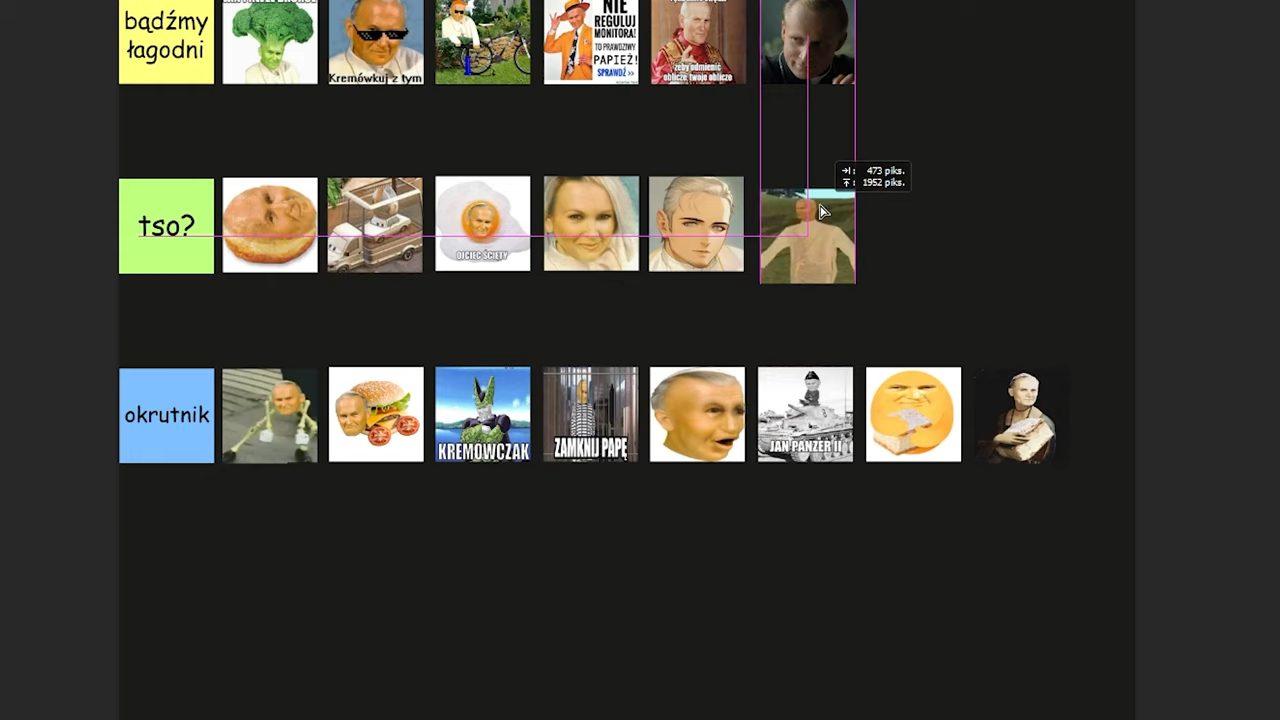 bądźmy
łagodni
Kremówkuj z tym
NIE
REGULUJ
MONITORA!
TO PRAWDZIWY
PAPIEŻ!
SPRAWDŹ >>
żeby odmienić
oblicze twoje oblicze
473 piks.
1952 piks.
tso?
OJCIEC ŚCIĘTY
okrutnik
KREMOWCZAK
ZAMKNIJ PAPE
JAN PANZER II